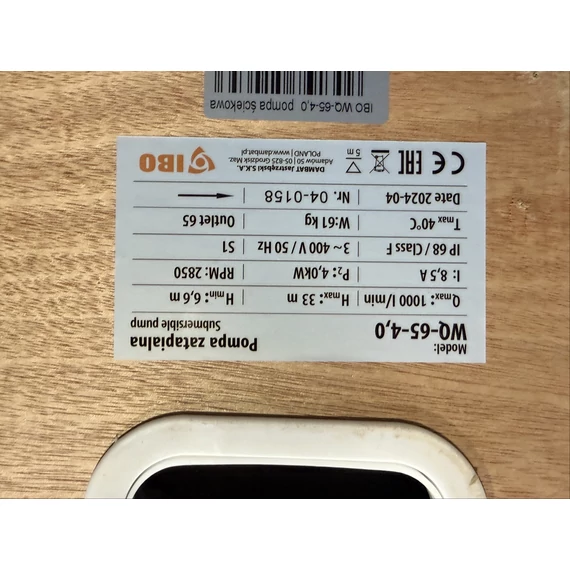 Model:
WQ-65-4,0
Pompa zatapialna
Submersible pump
Qmax: 1000 l/min Hmax: 33 m Hmin: 6,6 m
I: 8,5 A P2: 4,0kW RPM: 2850
IP 68 / Class F 3 ~ 400 V / 50 Hz S1
Tmax 40°C W:61 kg Outlet 65
Date 2024-04 Nr. 04-0158
CE EAC 5 m
DAMBAT Jastrzębski S.K.A.
Adamów 50 | 05-825 Grodzisk Maz.
POLAND | www.dambat.pl
IBO
IBO WQ-65-4,0 pompa ściekowa